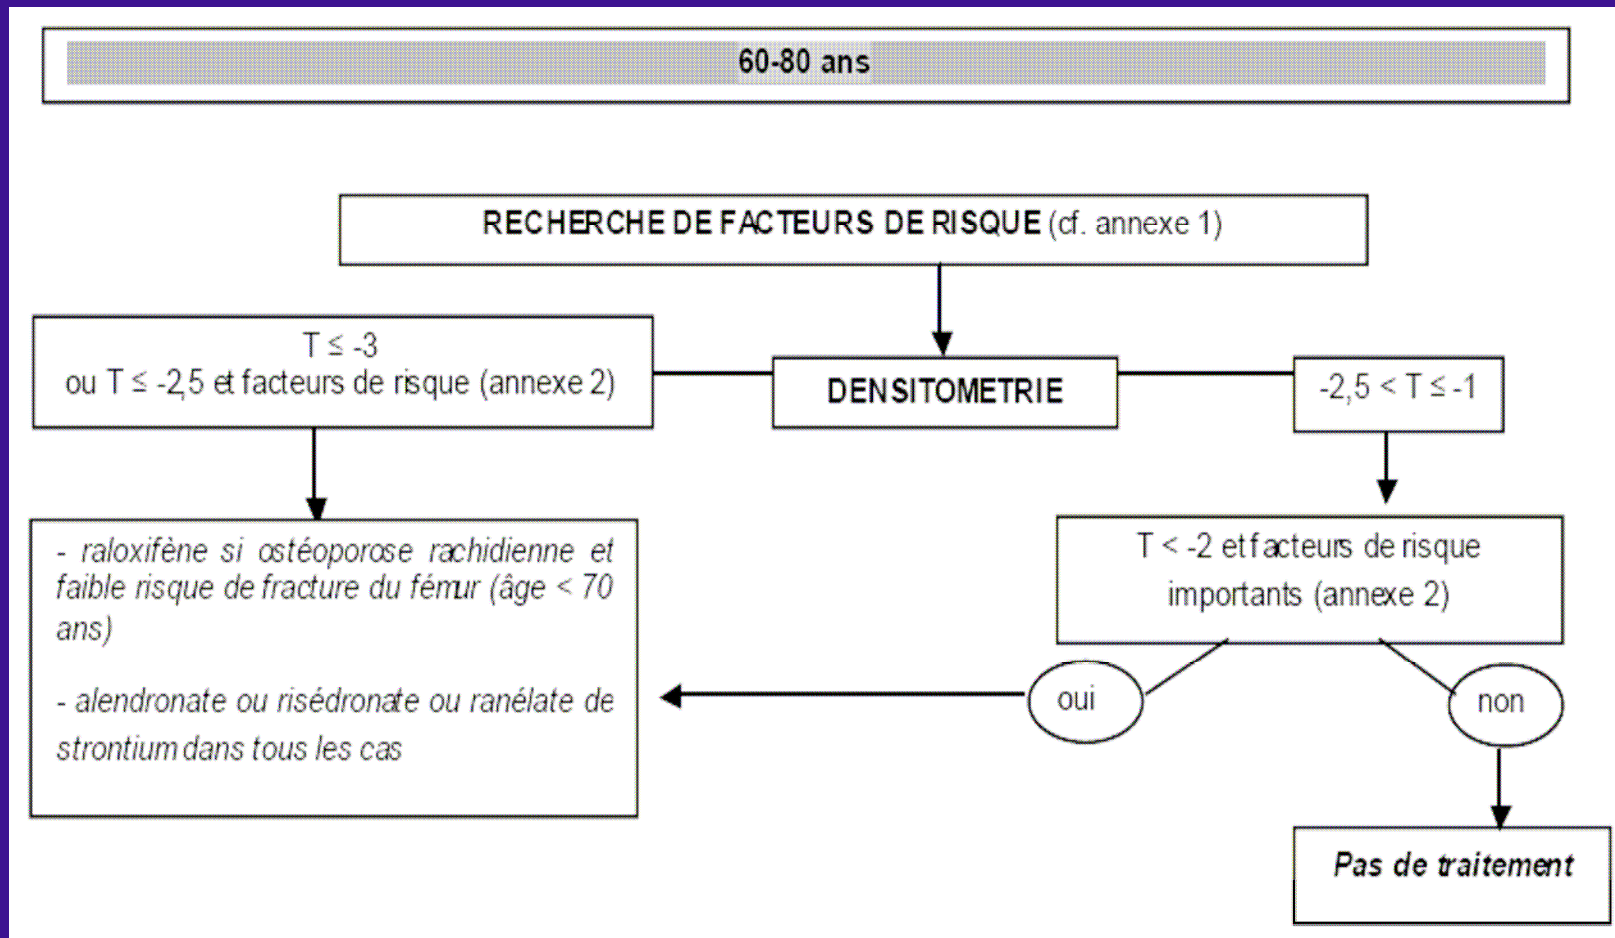 60-80 ans
RECHERCHE DE FACTEURS DE RISQUE (cf. annexe 1)
T ≤ -3
ou T ≤ -2,5 et facteurs de risque (annexe 2)
DENSITOMETRIE
-2,5 < T ≤ -1
- raloxifène si ostéoporose rachidienne et
faible risque de fracture du fémur (âge < 70
ans)
- alendronate ou risédronate ou ranélate de
strontium dans tous les cas
T < -2 et facteurs de risque
importants (annexe 2)
oui
non
Pas de traitement